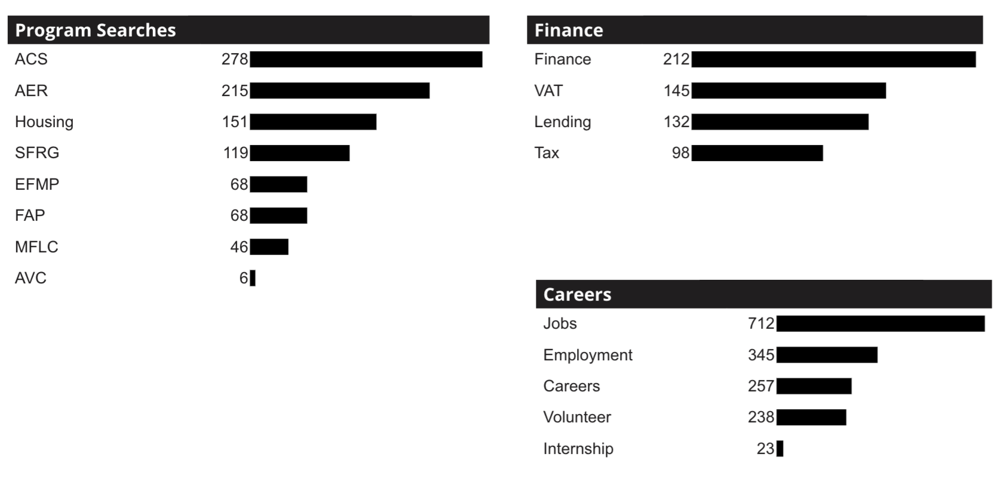 Program Searches
ACS 278
AER 215
Housing 151
SFRG 119
EFMP 68
FAP 68
MFLC 46
AVC 6
Finance
Finance 212
VAT 145
Lending 132
Tax 98
Careers
Jobs 712
Employment 345
Careers 257
Volunteer 238
Internship 23